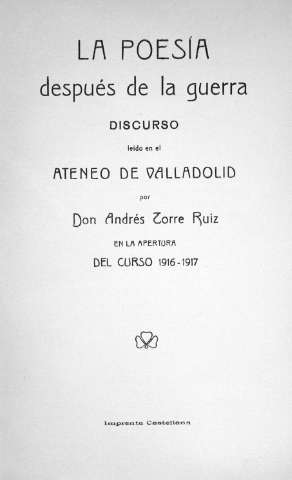 LA POESÍA
después de la guerra
DISCURSO
leído en el
ATENEO DE VALLADOLID
por
Don Andrés Torre Ruiz
EN LA APERTURA
DEL CURSO 1916-1917
Imprenta Castellana